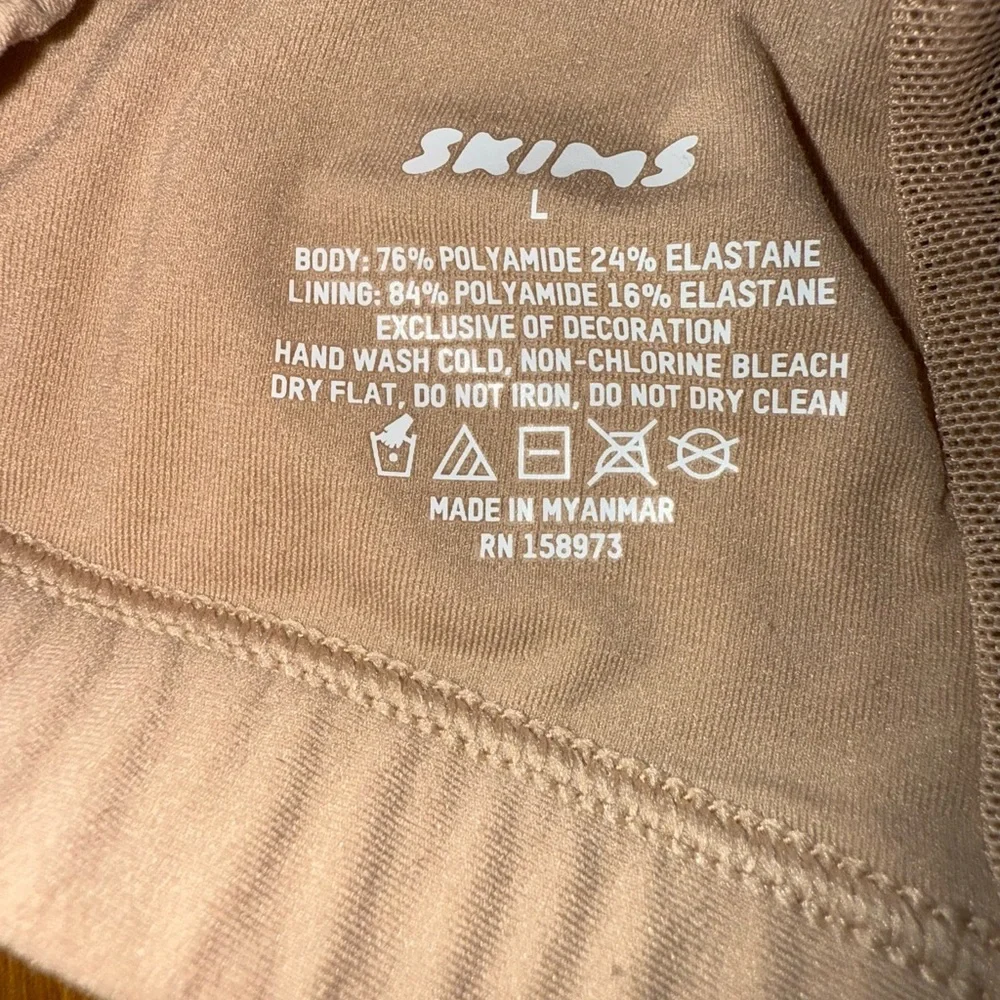 SKIMS
L
BODY: 76% POLYAMIDE 24% ELASTANE
LINING: 84% POLYAMIDE 16% ELASTANE
EXCLUSIVE OF DECORATION
HAND WASH COLD, NON-CHLORINE BLEACH
DRY FLAT, DO NOT IRON, DO NOT DRY CLEAN
MADE IN MYANMAR
RN 158973